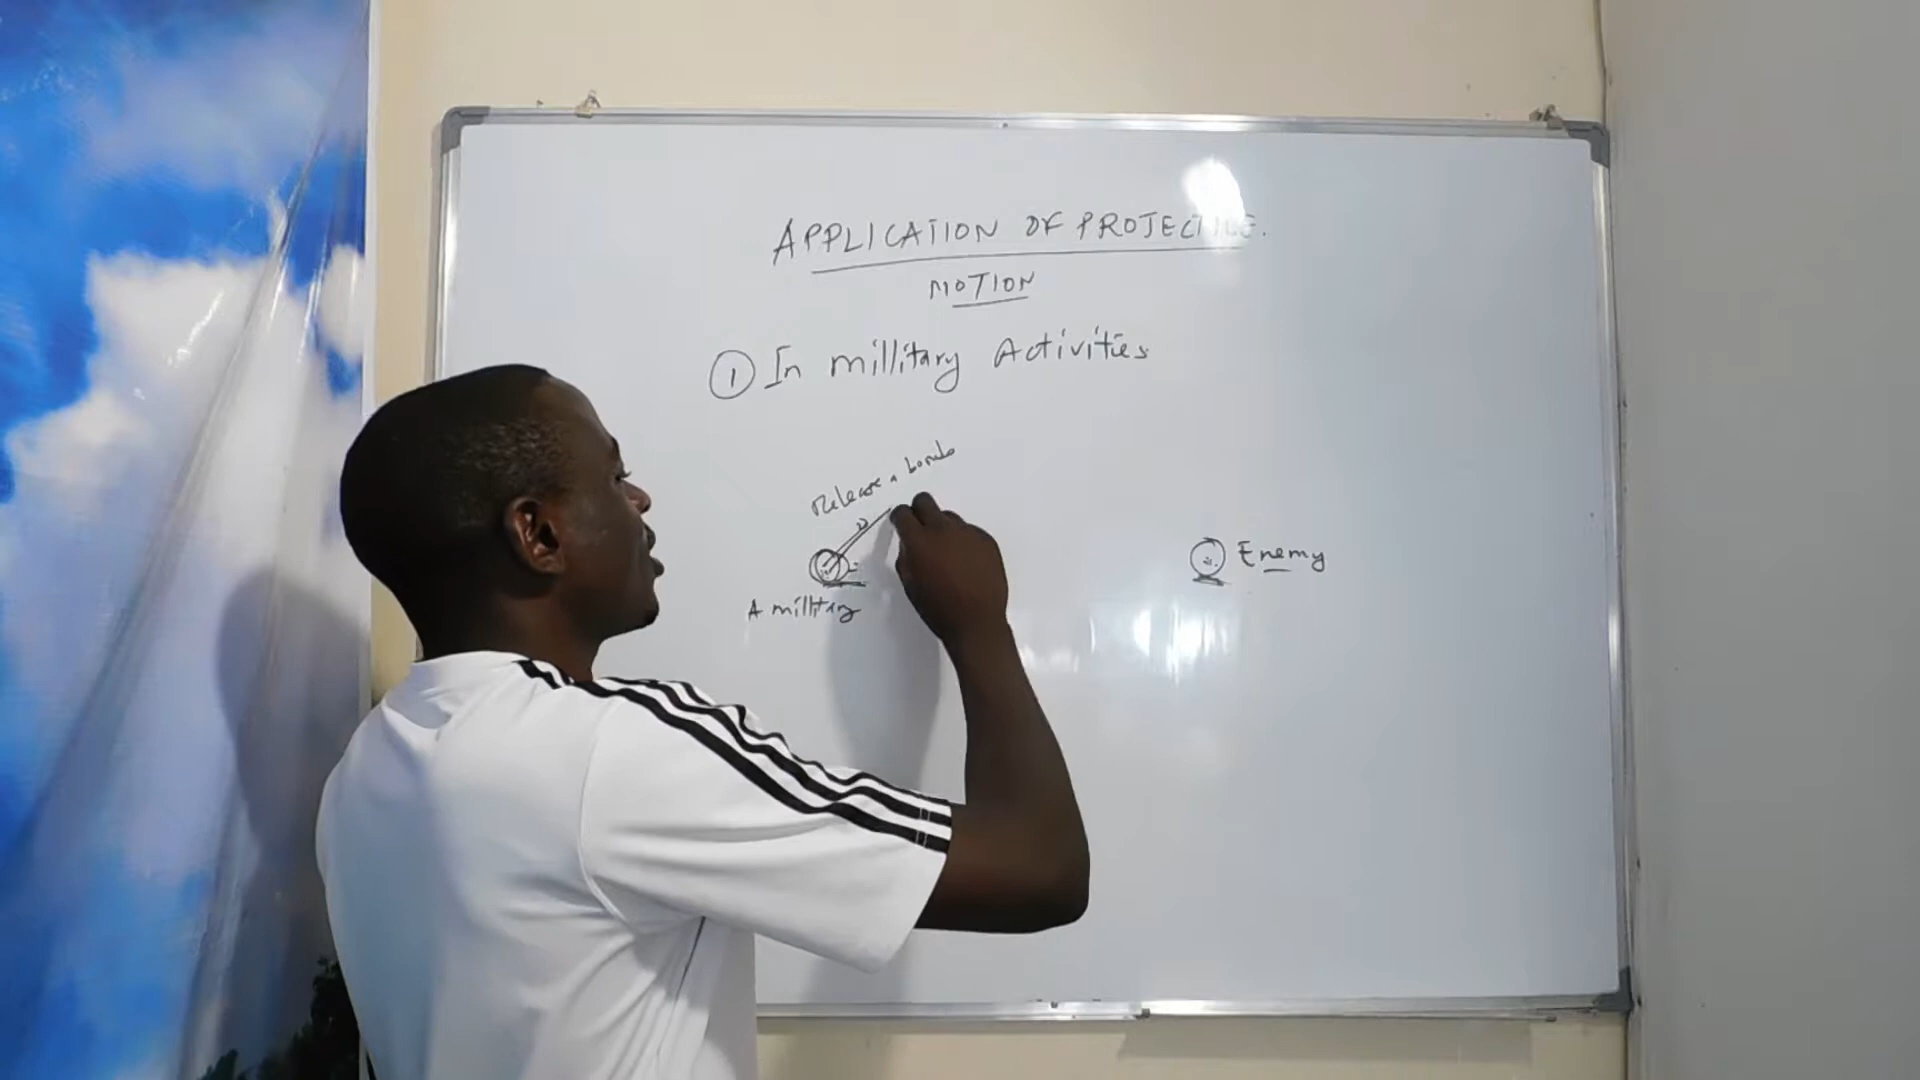 APPLICATION OF PROJECTILE.
MOTION
① In millitary Activities
Release a bomb
Enemy
A millitary